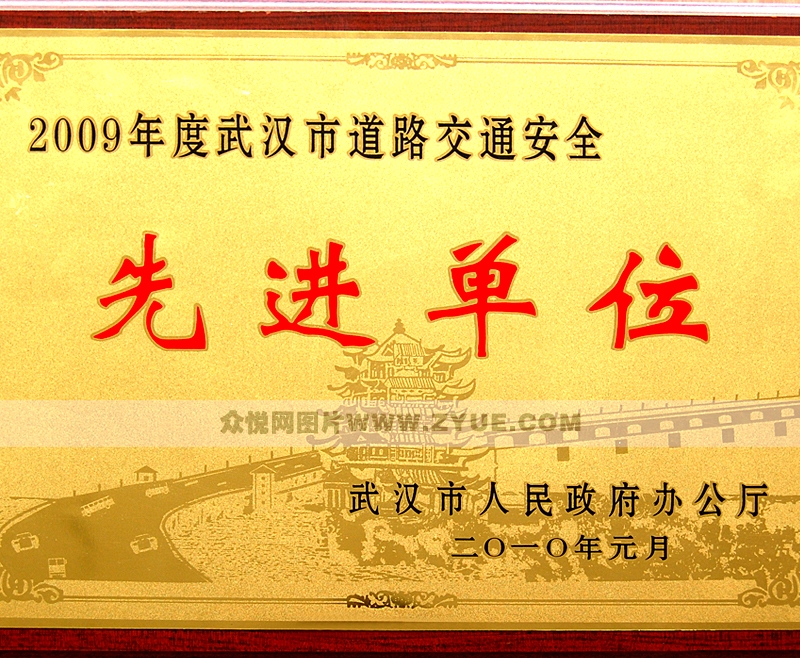 2009年度武汉市道路交通安全
先进单位
众悦网图片WWW.ZYUE.COM
武汉市人民政府办公厅
二〇一〇年元月